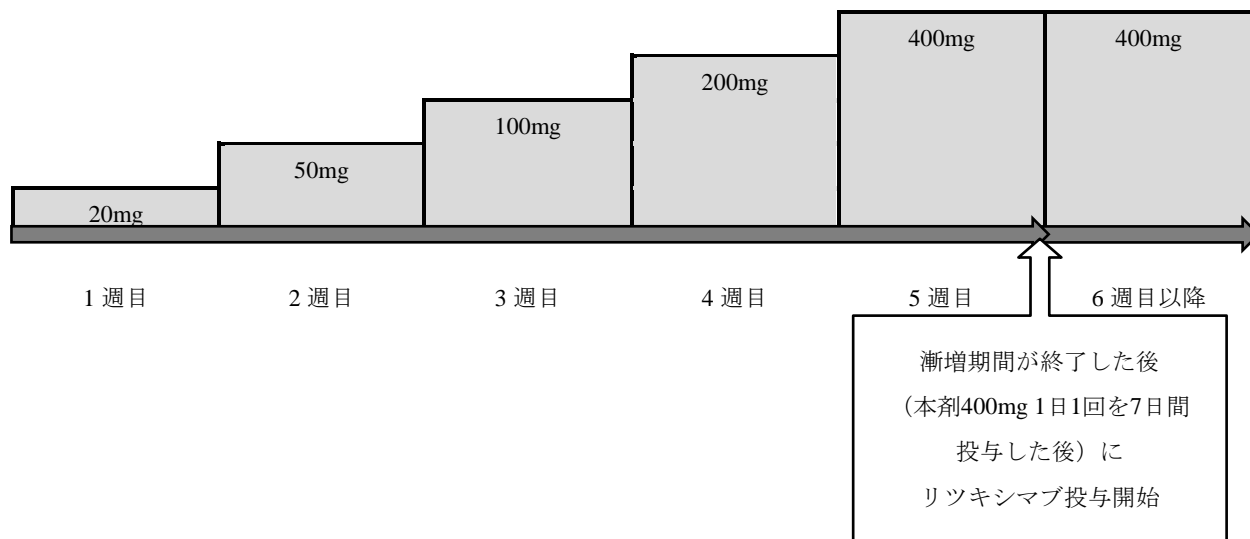 20mg
50mg
100mg
200mg
400mg
400mg
1 週目
2 週目
3 週目
4 週目
5 週目
6 週目以降
漸増期間が終了した後
（本剤400mg 1日1回を7日間
投与した後）に
リツキシマブ投与開始